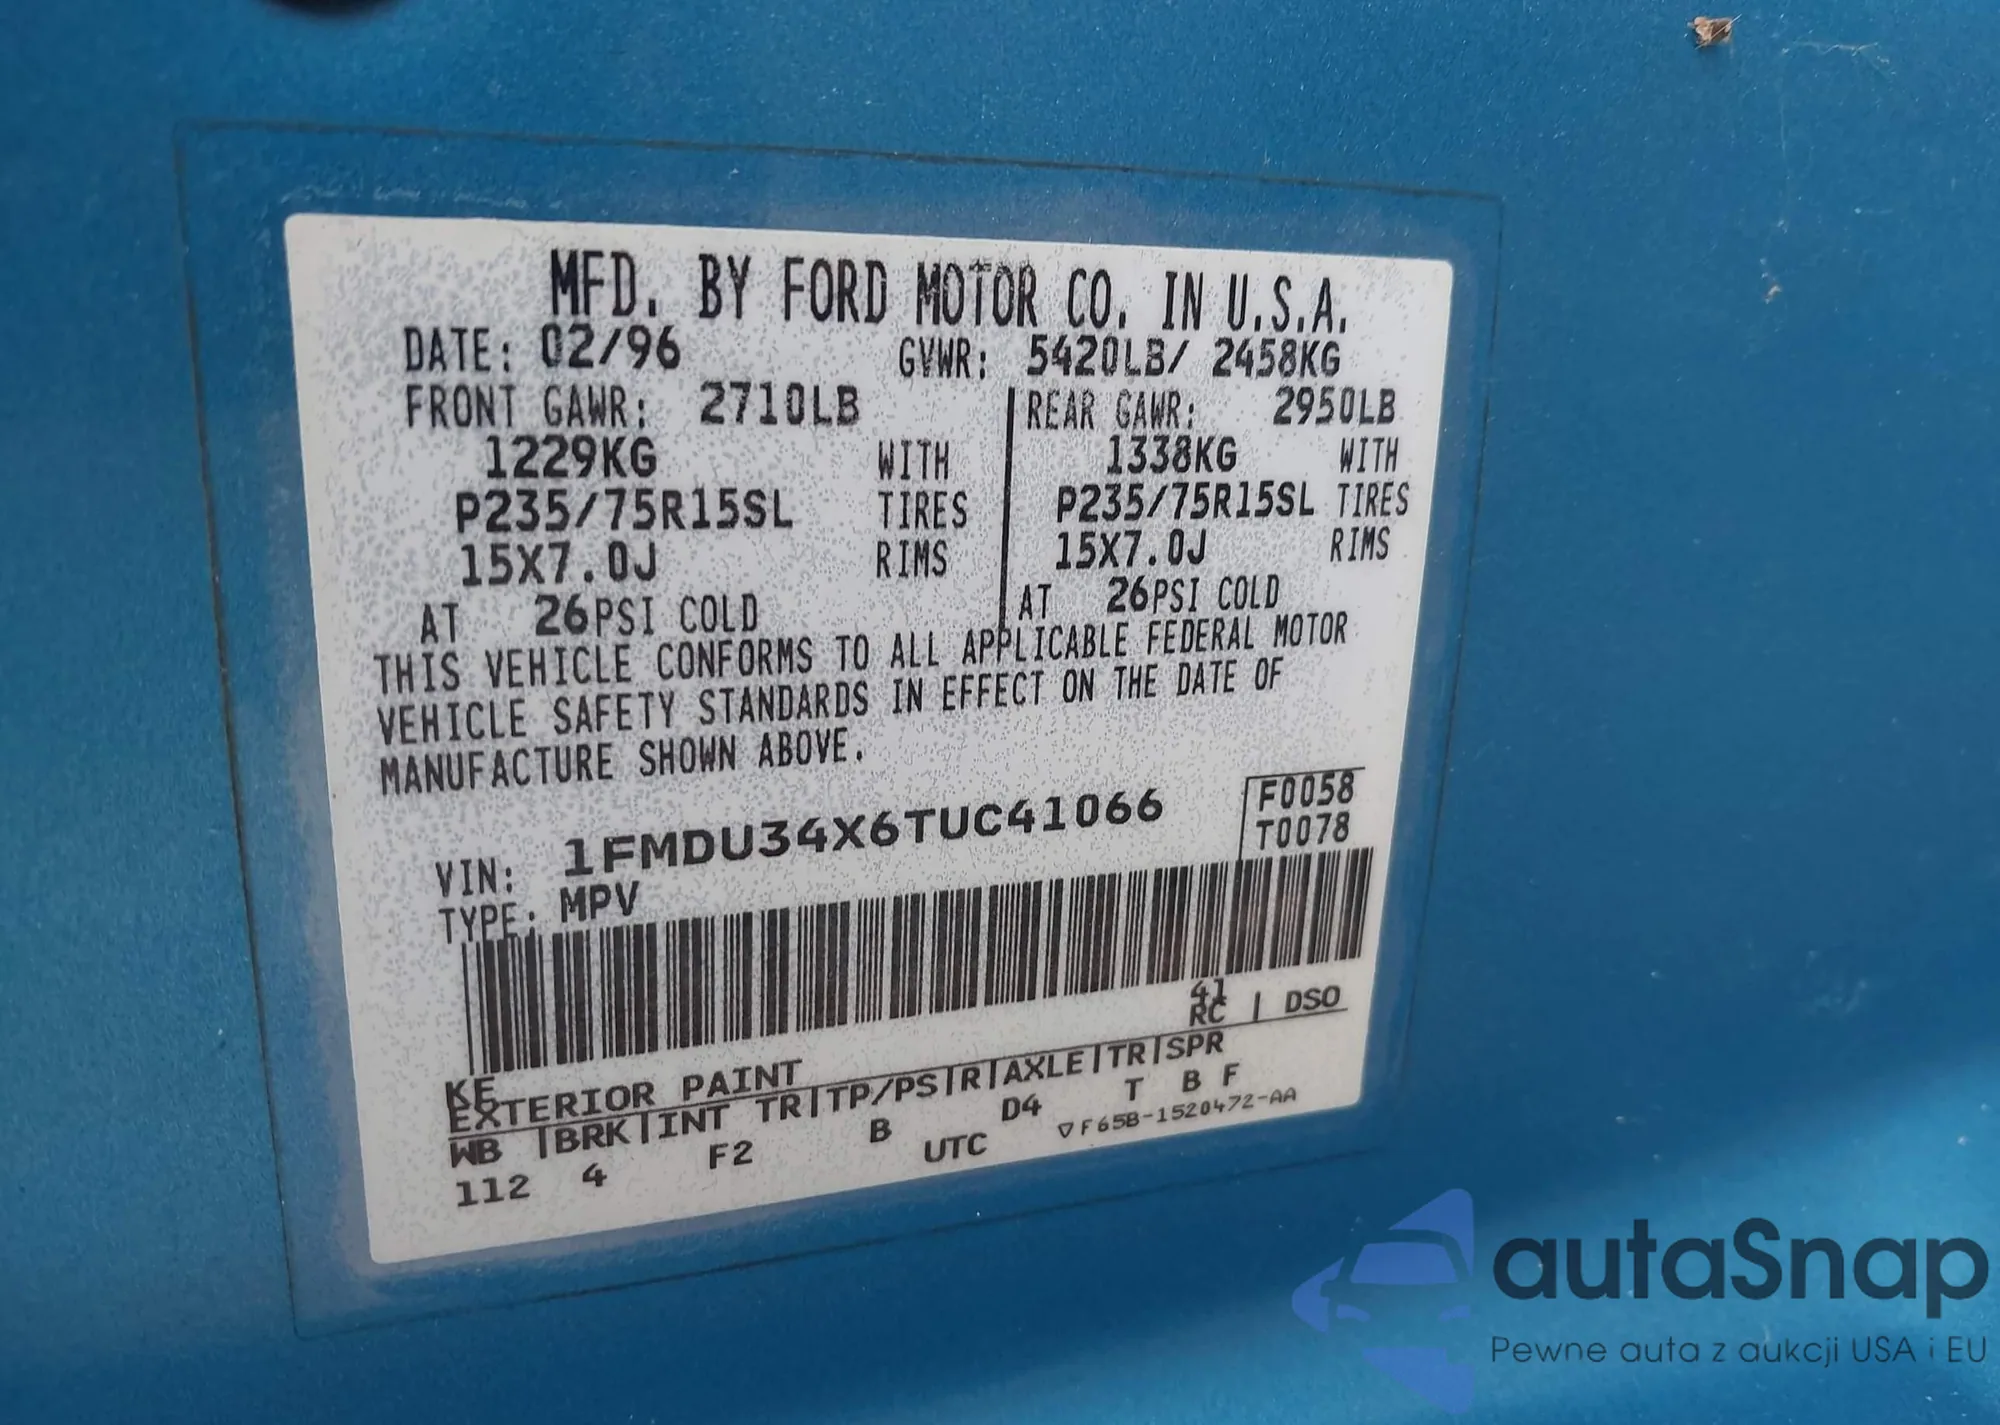 MFD. BY FORD MOTOR CO. IN U.S.A.
DATE: 02/96 GVWR: 5420LB/ 2458KG
FRONT GAWR: 2710LB REAR GAWR: 2950LB
1229KG WITH 1338KG WITH
P235/75R15SL TIRES P235/75R15SL TIRES
15X7.0J RIMS 15X7.0J RIMS
AT 26PSI COLD AT 26PSI COLD
THIS VEHICLE CONFORMS TO ALL APPLICABLE FEDERAL MOTOR
VEHICLE SAFETY STANDARDS IN EFFECT ON THE DATE OF
MANUFACTURE SHOWN ABOVE.
F0058
VIN: 1FMDU34X6TUC41066 T0078
TYPE: MPV
41
KE RC | DSO
EXTERIOR PAINT
WB |BRK|INT TR|TP/PS|R|AXLE|TR|SPR
112 4 F2 B D4 T B F
UTC ▽F65B-1520472-AA
autaSnap
Pewne auta z aukcji USA i EU